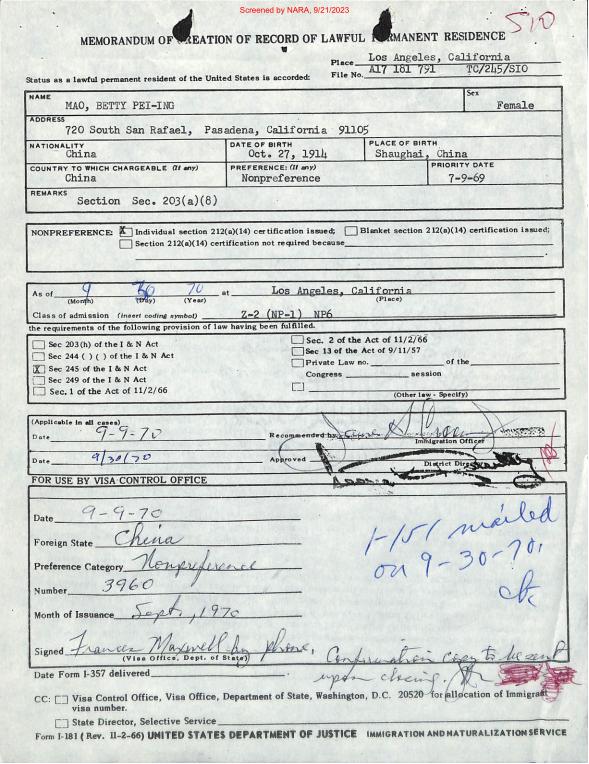 Screened by NARA, 9/21/2023
510
MEMORANDUM OF CREATION OF RECORD OF LAWFUL PERMANENT RESIDENCE
Place Los Angeles, California
File No. A17 181 791 TC/245/SIO
Status as a lawful permanent resident of the United States is accorded:
NAME Sex
MAO, BETTY PEI-ING Female
ADDRESS
720 South San Rafael, Pasadena, California 91105
NATIONALITY DATE OF BIRTH PLACE OF BIRTH
China Oct. 27, 1914 Shanghai, China
COUNTRY TO WHICH CHARGEABLE (If any) PREFERENCE: (If any) PRIORITY DATE
China Nonpreference 7-9-69
REMARKS
Section Sec. 203(a)(8)
NONPREFERENCE: X Individual section 212(a)(14) certification issued; Blanket section 212(a)(14) certification issued;
Section 212(a)(14) certification not required because
As of 9 30 70 at Los Angeles, California
(Month) (Day) (Year) (Place)
Class of admission (insert coding symbol) Z-2 (NP-1) NP6
the requirements of the following provision of law having been fulfilled.
Sec 203(h) of the I & N Act
Sec 244 ( ) ( ) of the I & N Act
X Sec 245 of the I & N Act
Sec 249 of the I & N Act
Sec. 1 of the Act of 11/2/66
Sec. 2 of the Act of 11/2/66
Sec 13 of the Act of 9/11/57
Private Law no. of the
Congress session
(Other law - Specify)
(Applicable in all cases)
Date 9-9-70 Recommended by
Immigration Officer
Date 9/30/70 Approved
District Director
FOR USE BY VISA CONTROL OFFICE
Date 9-9-70
Foreign State China
Preference Category Nonpreference
Number 3960
Month of Issuance Sept., 1970
Signed Frances Maxwell by phone.
(Visa Office, Dept. of State)
I-151 mailed
on 9-30-70.
Confirmation copy to be sent
upon closing.
Date Form I-357 delivered
CC: Visa Control Office, Visa Office, Department of State, Washington, D.C. 20520 for allocation of Immigrant
visa number.
State Director, Selective Service
Form I-181 (Rev. 11-2-66) UNITED STATES DEPARTMENT OF JUSTICE IMMIGRATION AND NATURALIZATION SERVICE